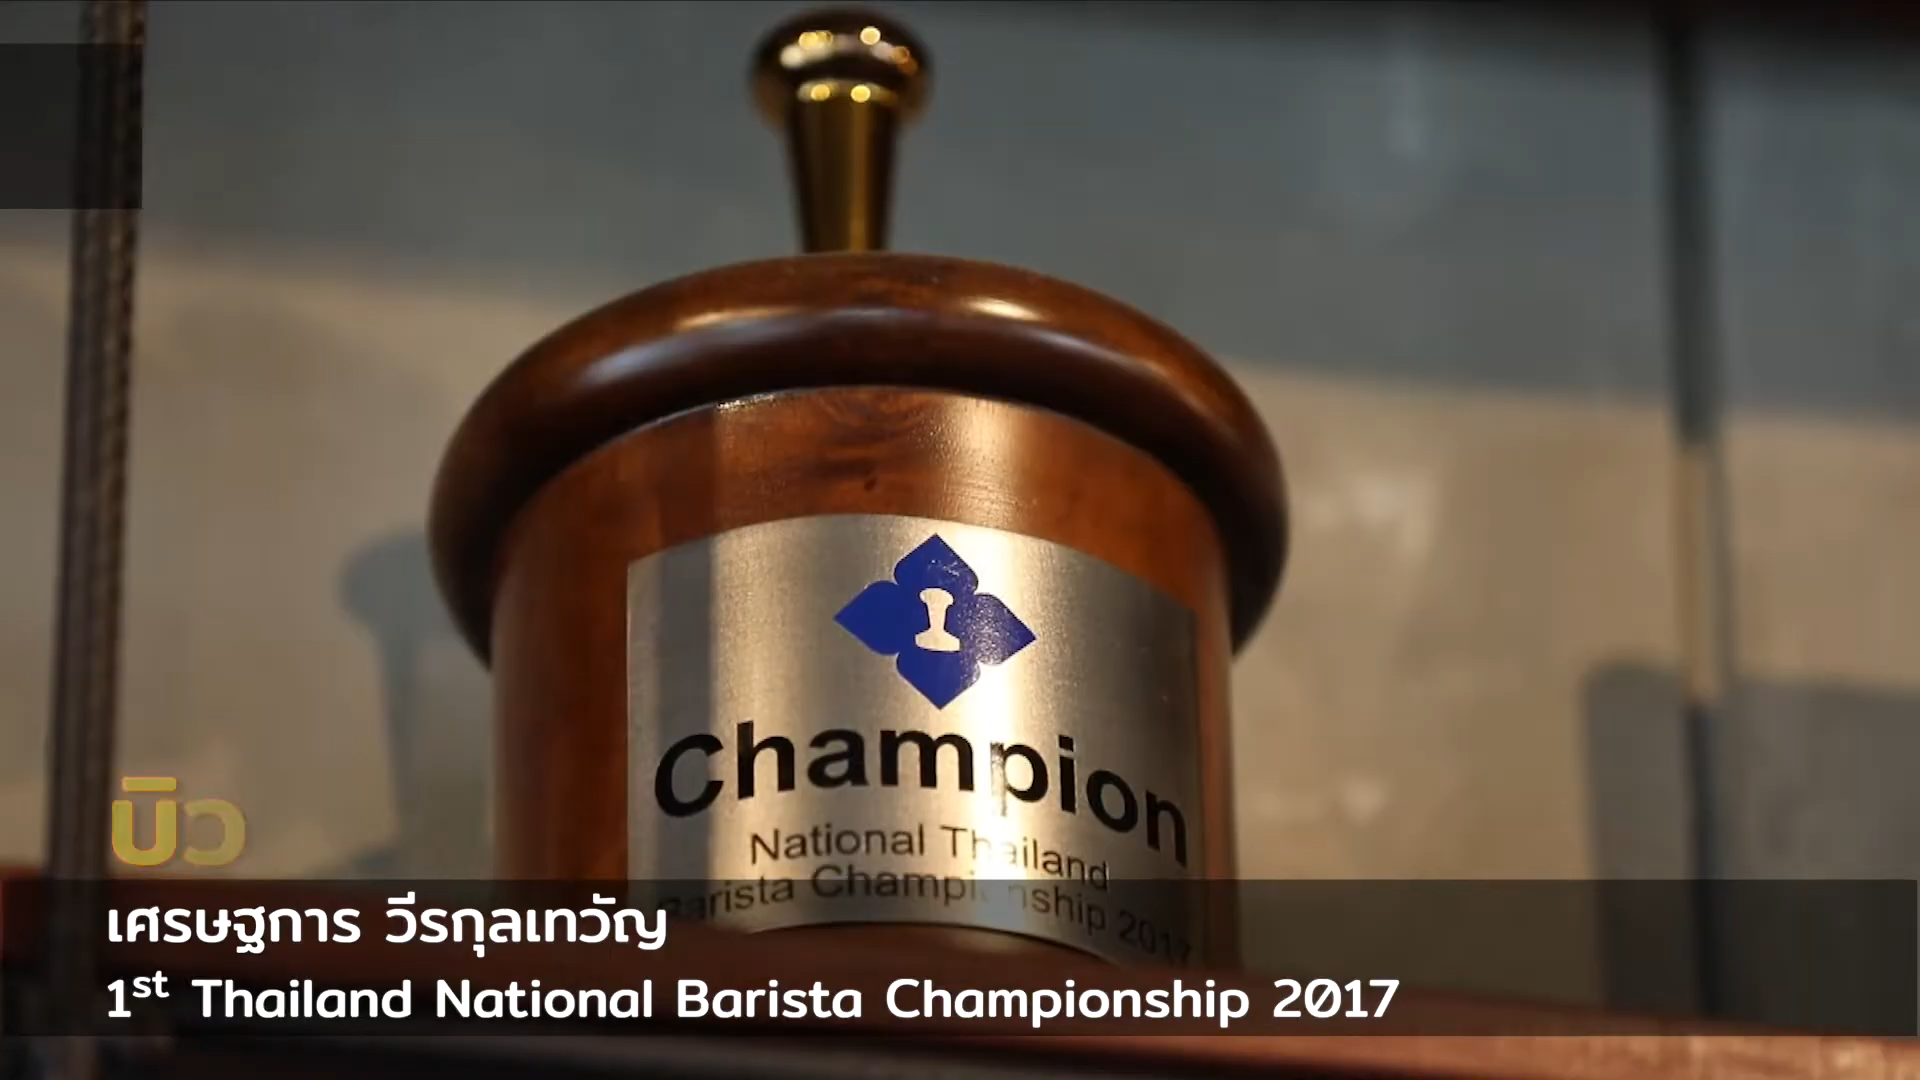 Champion
National Thailand
Barista Championship 2017
บิว
เศรษฐการ วีรกุลเทวัญ
1st Thailand National Barista Championship 2017